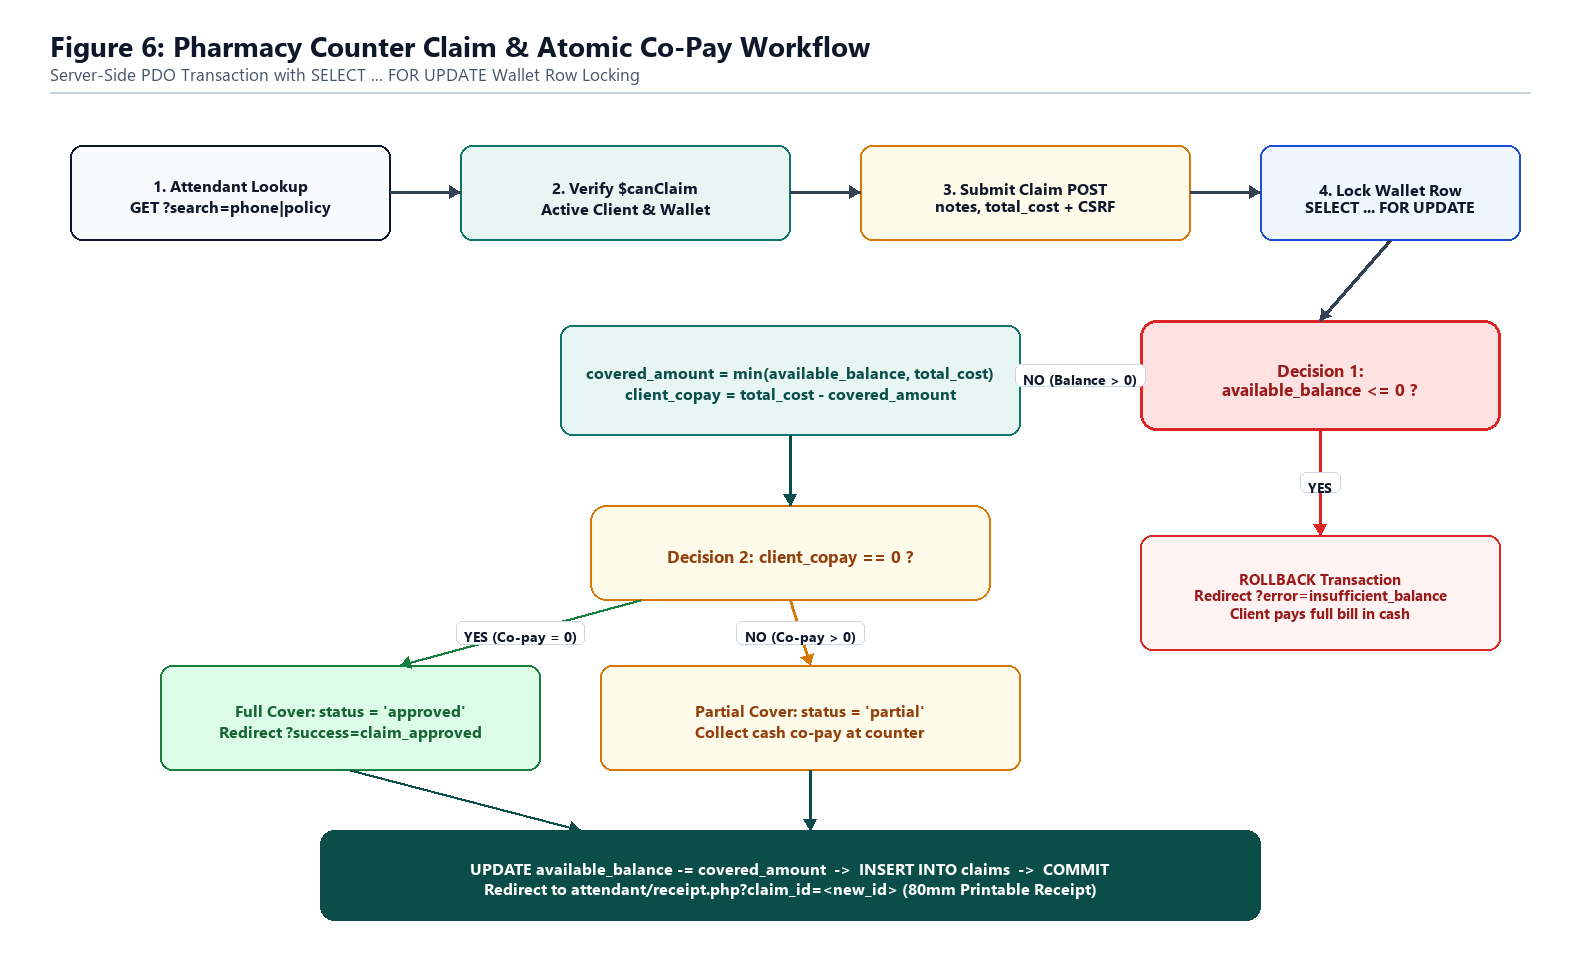 Figure 6: Pharmacy Counter Claim & Atomic Co-Pay Workflow
Server-Side PDO Transaction with SELECT ... FOR UPDATE Wallet Row Locking
1. Attendant Lookup
GET ?search=phone|policy
2. Verify $canClaim
Active Client & Wallet
3. Submit Claim POST
notes, total_cost + CSRF
4. Lock Wallet Row
SELECT ... FOR UPDATE
covered_amount = min(available_balance, total_cost)
client_copay = total_cost - covered_amount
NO (Balance > 0)
Decision 1:
available_balance <= 0 ?
YES
Decision 2: client_copay == 0 ?
ROLLBACK Transaction
Redirect ?error=insufficient_balance
Client pays full bill in cash
YES (Co-pay = 0)
NO (Co-pay > 0)
Full Cover: status = 'approved'
Redirect ?success=claim_approved
Partial Cover: status = 'partial'
Collect cash co-pay at counter
UPDATE available_balance -= covered_amount -> INSERT INTO claims -> COMMIT
Redirect to attendant/receipt.php?claim_id=<new_id> (80mm Printable Receipt)